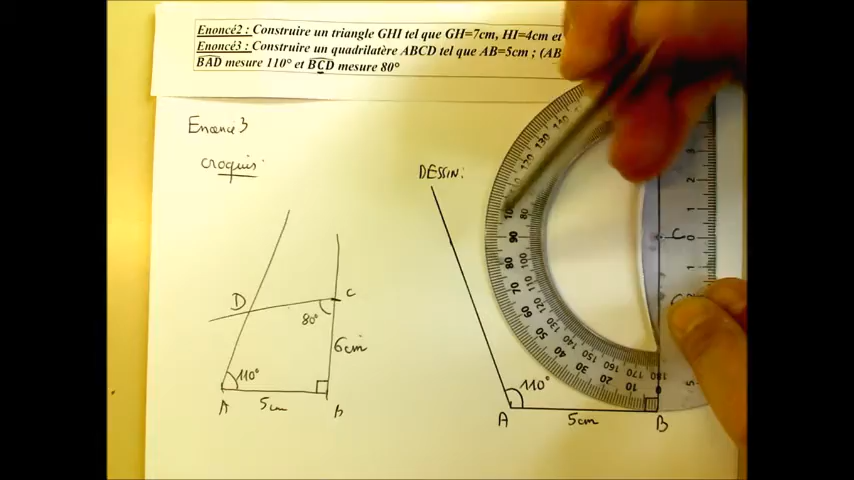 Enoncé2 : Construire un triangle GHI tel que GH=7cm, HI=4cm et
Enoncé3 : Construire un quadrilatère ABCD tel que AB=5cm ; (AB
BAD mesure 110° et BCD mesure 80°
Enoncé 3
croquis:
DESSIN:
D
C
80°
6cm
110°
A
5cm
B
C
110°
A
5cm
B